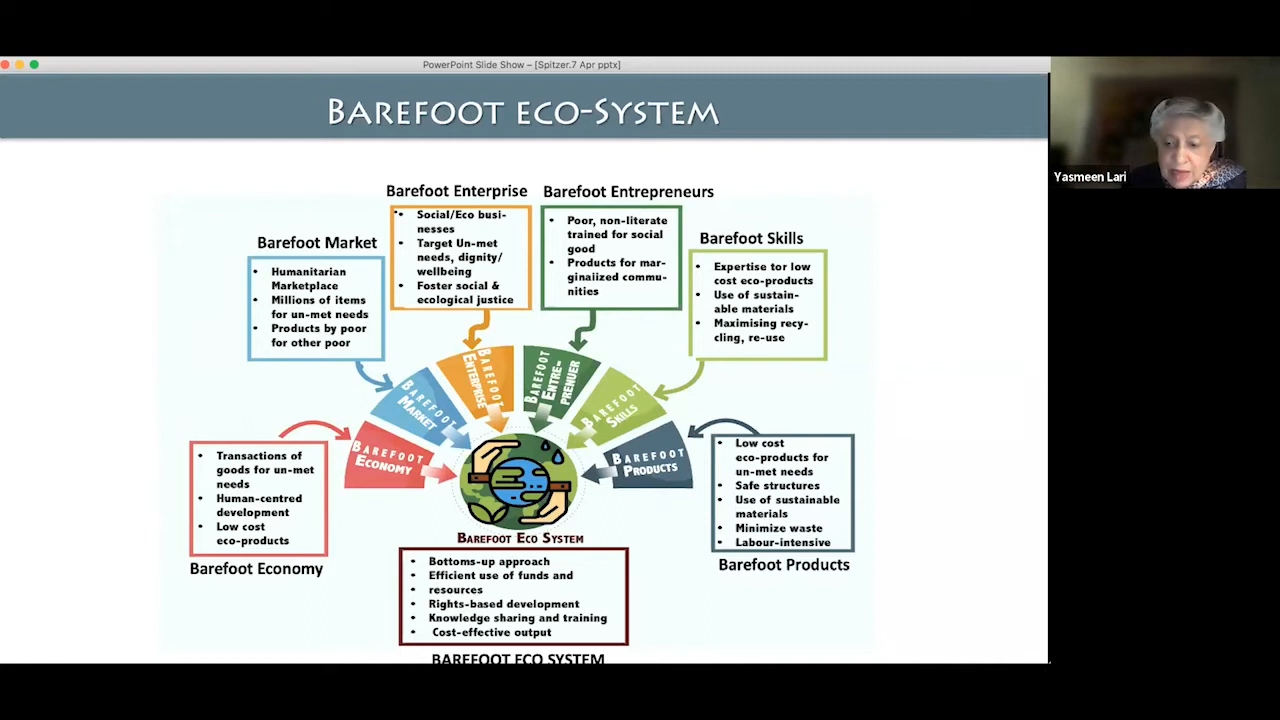 PowerPoint Slide Show – [Spitzer.7 Apr pptx]
BAREFOOT ECO-SYSTEM
Yasmeen Lari
Barefoot Enterprise
• Social/Eco busi-
nesses
• Target Un-met
needs, dignity/
wellbeing
• Foster social &
ecological justice
Barefoot Entrepreneurs
• Poor, non-literate
trained for social
good
• Products for mar-
ginaiized commu-
nities
Barefoot Market
• Humanitarian
Marketplace
• Millions of items
for un-met needs
• Products by poor
for other poor
Barefoot Skills
• Expertise tor low
cost eco-products
• Use of sustain-
able materials
• Maximising recy-
cling, re-use
BAREFOOT
ECONOMY
BAREFOOT
MARKET
BAREFOOT
ENTERPRISE
BAREFOOT
ENTRE-
PRENUER
BAREFOOT
SKILLS
BAREFOOT
PRODUCTS
• Transactions of
goods for un-met
needs
• Human-centred
development
• Low cost
eco-products
Barefoot Economy
• Low cost
eco-products for
un-met needs
• Safe structures
• Use of sustainable
materials
• Minimize waste
• Labour-intensive
Barefoot Products
BAREFOOT ECO SYSTEM
• Bottoms-up approach
• Efficient use of funds and
• resources
• Rights-based development
• Knowledge sharing and training
• Cost-effective output
BAREFOOT ECO SYSTEM